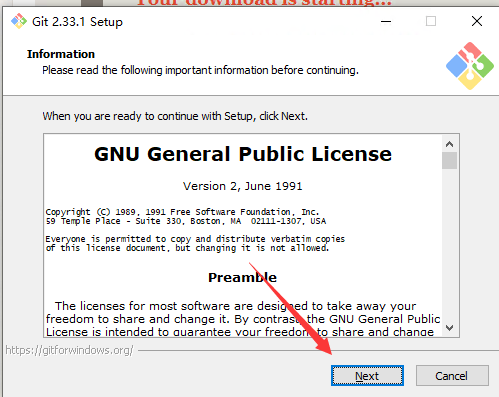 Your download is starting...
Git 2.33.1 Setup
Information
Please read the following important information before continuing.
When you are ready to continue with Setup, click Next.
GNU General Public License
Version 2, June 1991
Copyright (C) 1989, 1991 Free Software Foundation, Inc.
59 Temple Place - Suite 330, Boston, MA  02111-1307, USA
Everyone is permitted to copy and distribute verbatim copies
of this license document, but changing it is not allowed.
Preamble
The licenses for most software are designed to take away your
freedom to share and change it. By contrast, the GNU General Public
License is intended to guarantee your freedom to share and change
https://gitforwindows.org/
Next
Cancel